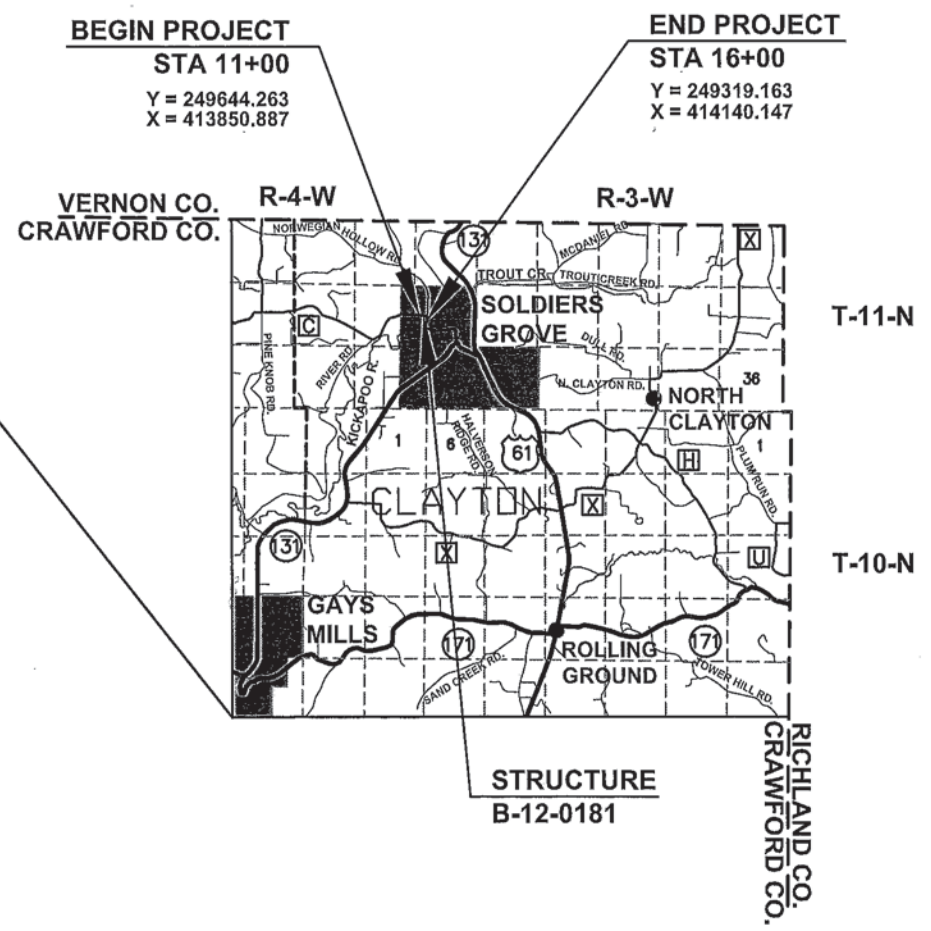 BEGIN PROJECT
STA 11+00
Y = 249644.263
X = 413850.887
END PROJECT
STA 16+00
Y = 249319.163
X = 414140.147
VERNON CO.
CRAWFORD CO.
R-4-W
R-3-W
NORWEGIAN HOLLOW RD.
131
MCDANIEL RD
X
TROUT CR.
TROUT CREEK RD.
T-11-N
C
SOLDIERS
GROVE
PINE KNOB RD.
RIVER RD.
KICKAPOO R.
DULL RD.
N. CLAYTON RD.
36
NORTH
CLAYTON
1
6
HALVERSON
RIDGE RD.
61
H
1
PLUM RUN RD.
CLAYTON
X
131
X
U
T-10-N
GAYS
MILLS
171
ROLLING
GROUND
171
SAND CREEK RD.
TOWER HILL RD.
STRUCTURE
B-12-0181
RICHLAND CO.
CRAWFORD CO.